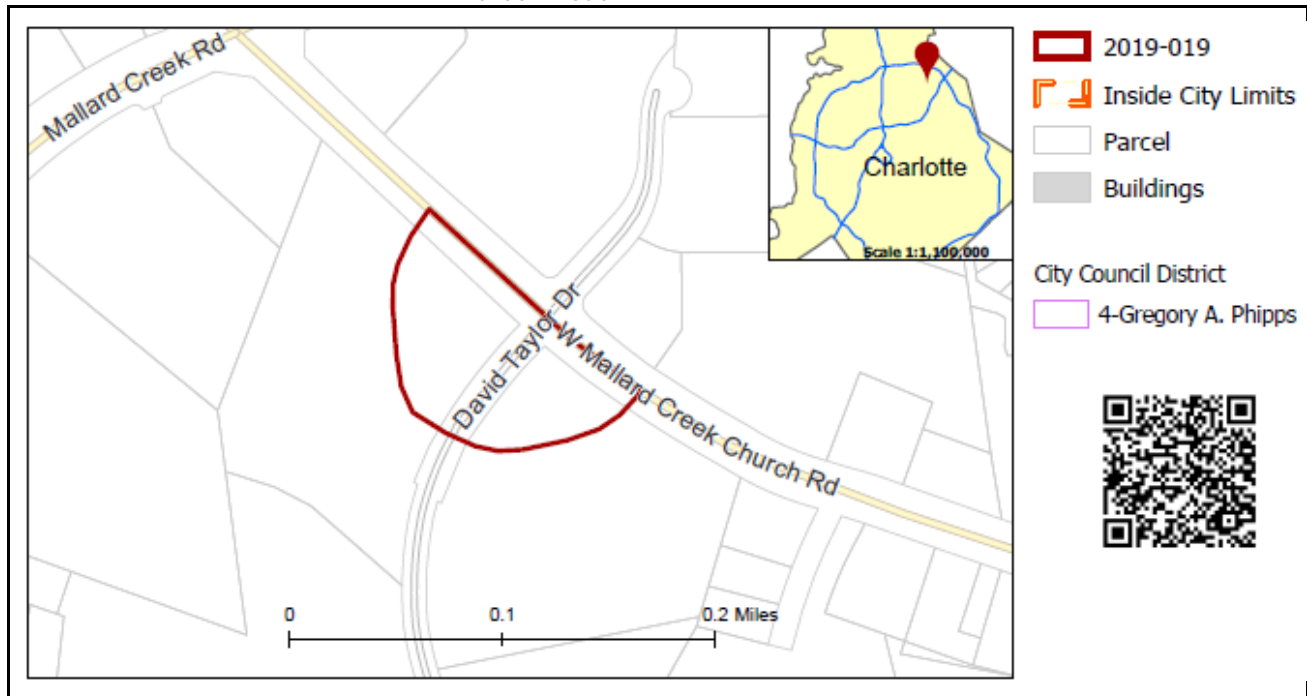 Mallard Creek Rd
David Taylor Dr
W Mallard Creek Church Rd
0 0.1 0.2 Miles
Charlotte
Scale 1:1,100,000
2019-019
Inside City Limits
Parcel
Buildings
City Council District
4-Gregory A. Phipps